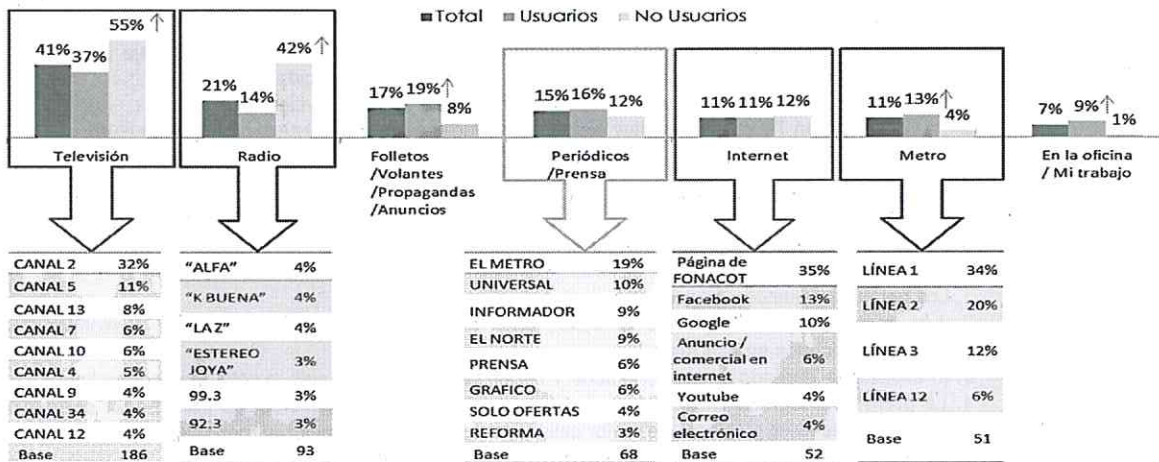 Total Usuarios No Usuarios
41% 37% 55% ↑
Televisión
21% 14% 42% ↑
Radio
17% 19% ↑ 8%
Folletos
/Volantes
/Propagandas
/Anuncios
15% 16% 12%
Periódicos
/Prensa
11% 11% 12%
Internet
11% 13% ↑ 4%
Metro
7% 9% ↑ 1%
En la oficina
/ Mi trabajo
CANAL 2 32%
CANAL 5 11%
CANAL 13 8%
CANAL 7 6%
CANAL 10 6%
CANAL 4 5%
CANAL 9 4%
CANAL 34 4%
CANAL 12 4%
Base 186
"ALFA" 4%
"K BUENA" 4%
"LA Z" 4%
"ESTEREO
JOYA" 3%
99.3 3%
92.3 3%
Base 93
EL METRO 19%
UNIVERSAL 10%
INFORMADOR 9%
EL NORTE 9%
PRENSA 6%
GRAFICO 6%
SOLO OFERTAS 4%
REFORMA 3%
Base 68
Página de
FONACOT 35%
Facebook 13%
Google 10%
Anuncio /
comercial en 6%
internet
Youtube 4%
Correo
electrónico 4%
Base 52
LÍNEA 1 34%
LÍNEA 2 20%
LÍNEA 3 12%
LÍNEA 12 6%
Base 51